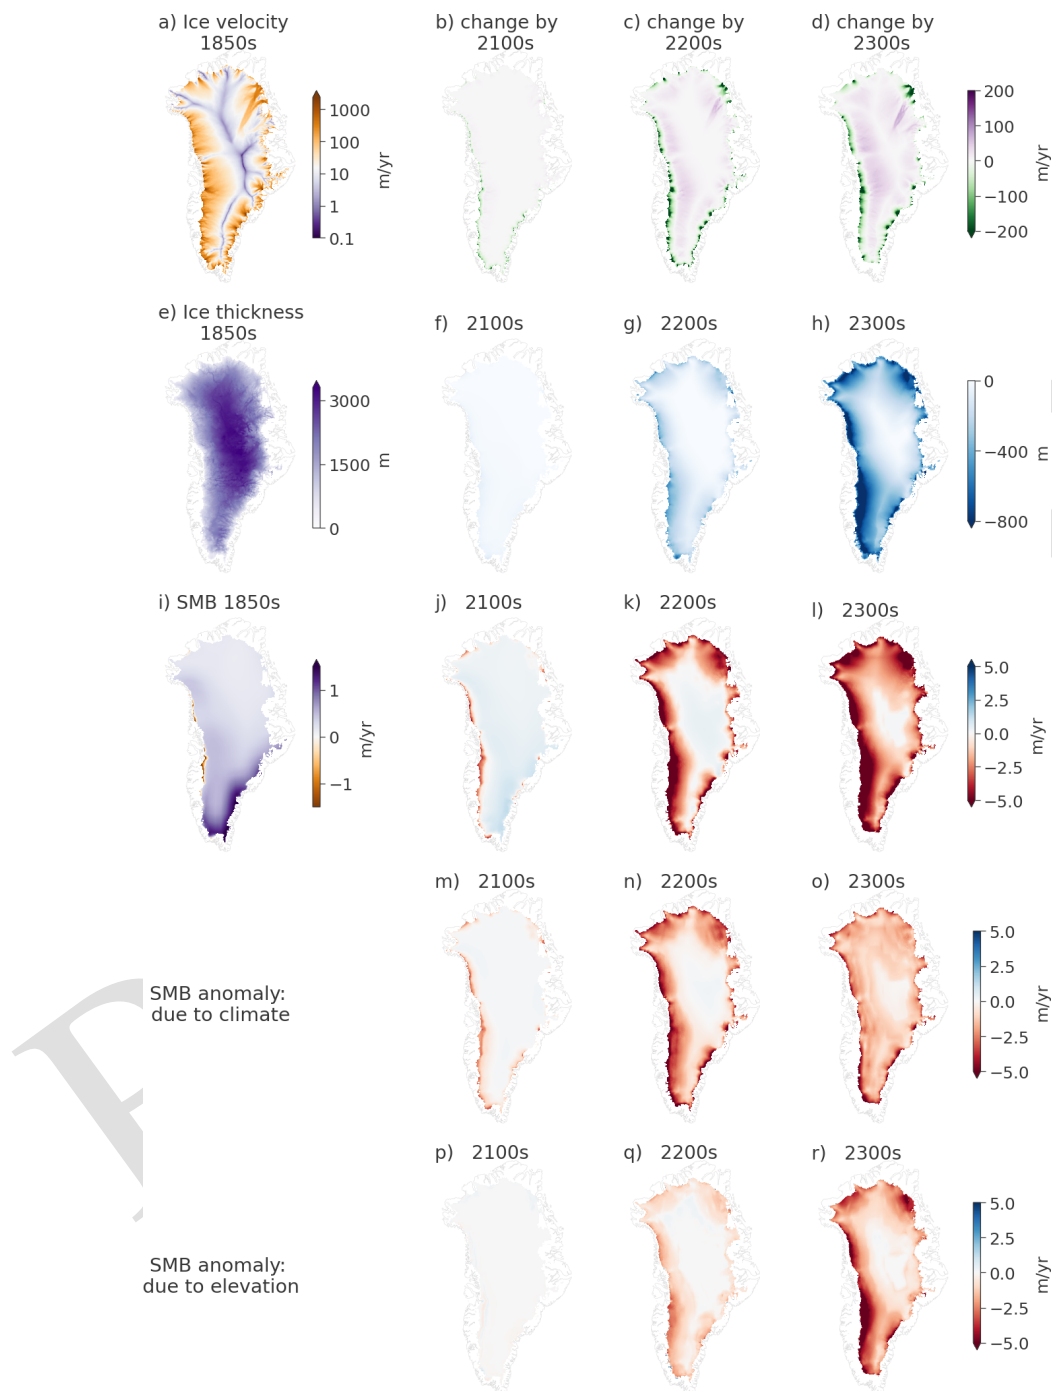 a) Ice velocity
1850s
b) change by
2100s
c) change by
2200s
d) change by
2300s
1000
100
10
1
0.1
m/yr
200
100
0
−100
−200
m/yr
e) Ice thickness
1850s
f) 2100s
g) 2200s
h) 2300s
3000
1500
0
m
0
−400
−800
m
i) SMB 1850s
j) 2100s
k) 2200s
l) 2300s
1
0
−1
m/yr
5.0
2.5
0.0
−2.5
−5.0
m/yr
m) 2100s
n) 2200s
o) 2300s
SMB anomaly:
due to climate
5.0
2.5
0.0
−2.5
−5.0
m/yr
p) 2100s
q) 2200s
r) 2300s
SMB anomaly:
due to elevation
5.0
2.5
0.0
−2.5
−5.0
m/yr